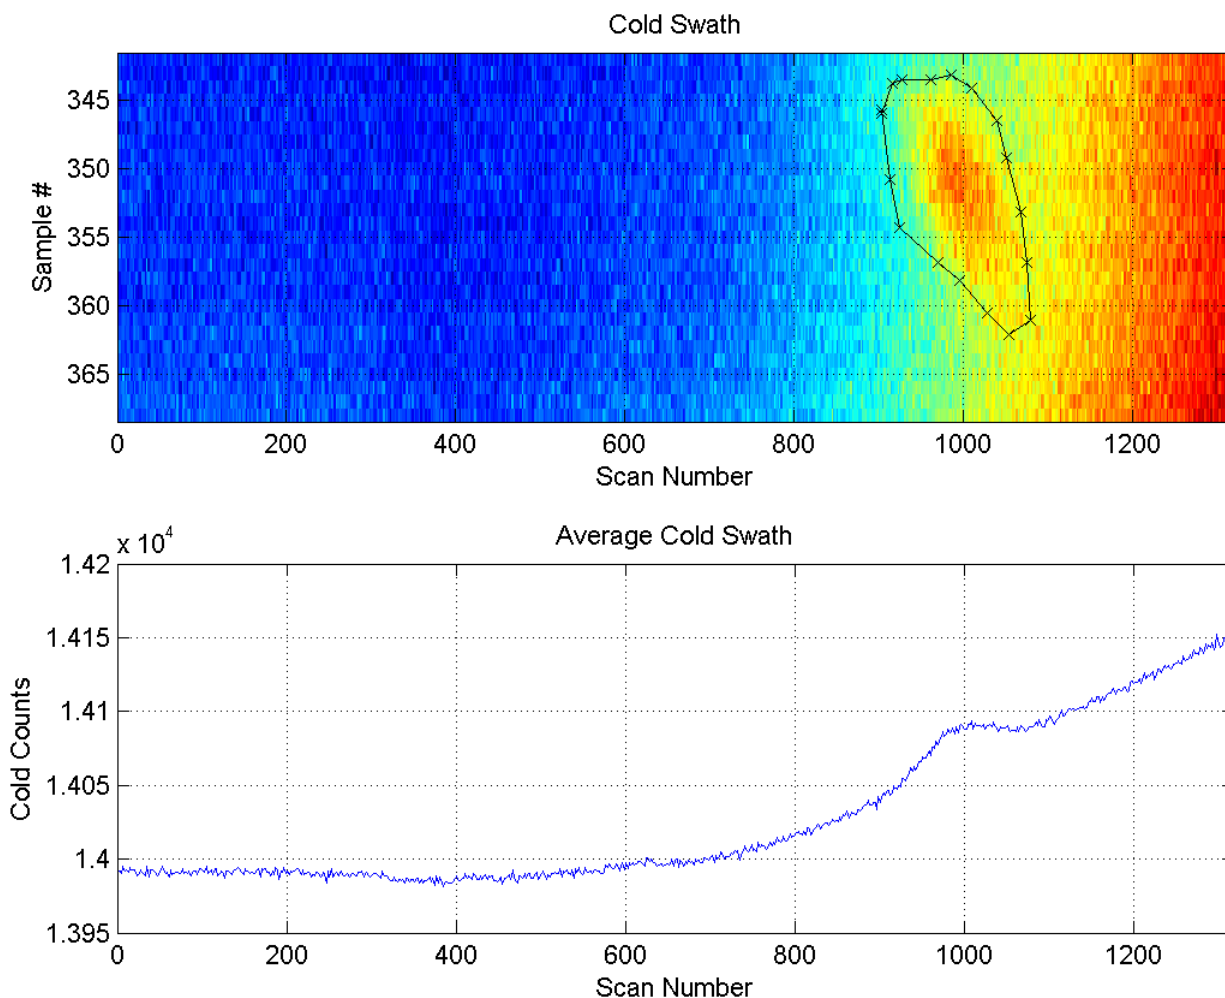 Cold Swath
Sample #
345
350
355
360
365
0 200 400 600 800 1000 1200
Scan Number
Average Cold Swath
x 10^4
Cold Counts
1.42
1.415
1.41
1.405
1.4
1.395
0 200 400 600 800 1000 1200
Scan Number